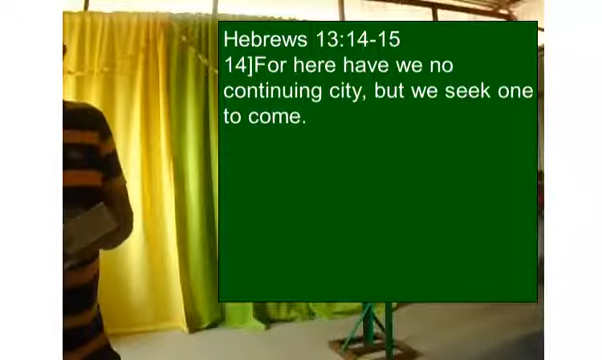 Hebrews 13:14-15
14]For here have we no
continuing city, but we seek one
to come.